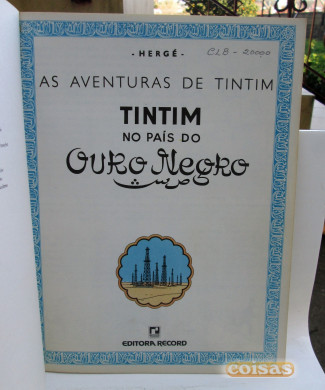 - HERGÉ -
CLB - 20000
AS AVENTURAS DE TINTIM
TINTIM
NO PAÍS DO
OURO NEGRO
EDITORA RECORD
coisas